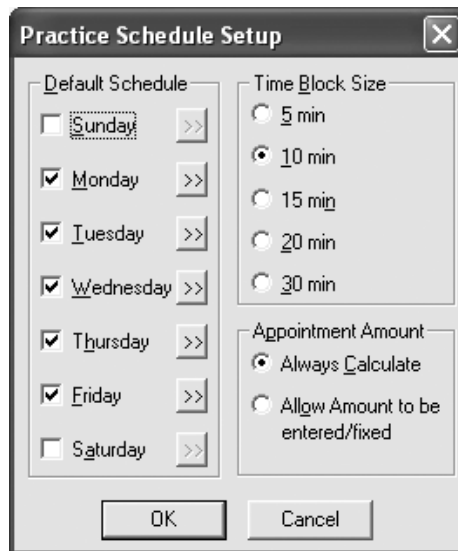 Practice Schedule Setup
Default Schedule
Sunday >>
Monday >>
Tuesday >>
Wednesday >>
Thursday >>
Friday >>
Saturday >>
Time Block Size
5 min
10 min
15 min
20 min
30 min
Appointment Amount
Always Calculate
Allow Amount to be
entered/fixed
OK
Cancel